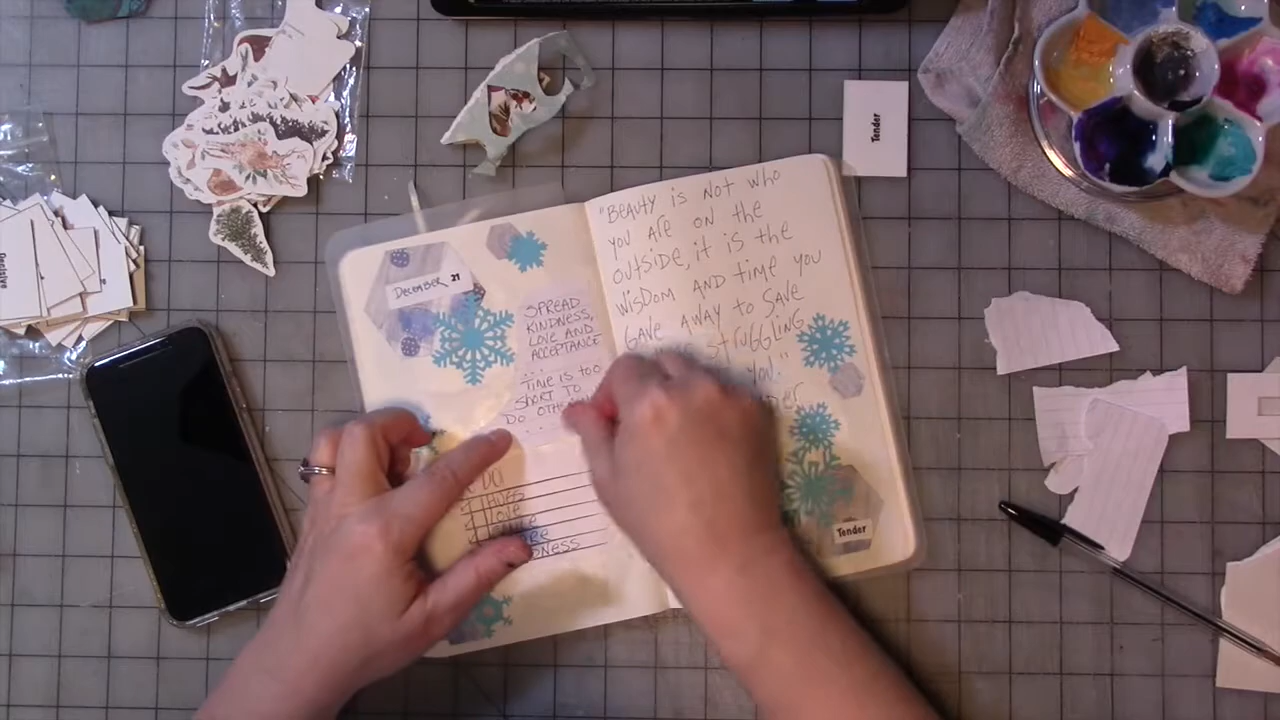 December 21
SPREAD
KINDNESS,
LOVE AND
ACCEPTANCE
...
TIME IS TOO
SHORT TO
DO
DO
LOVE
"BEAUTY is NOT WHO
YOU ARE ON the
outside, it is the
WisDOM AND time YOU
GAVE AWAY to SAVE
StRUGGLING
YOU."
Tender
Tender
Decisive